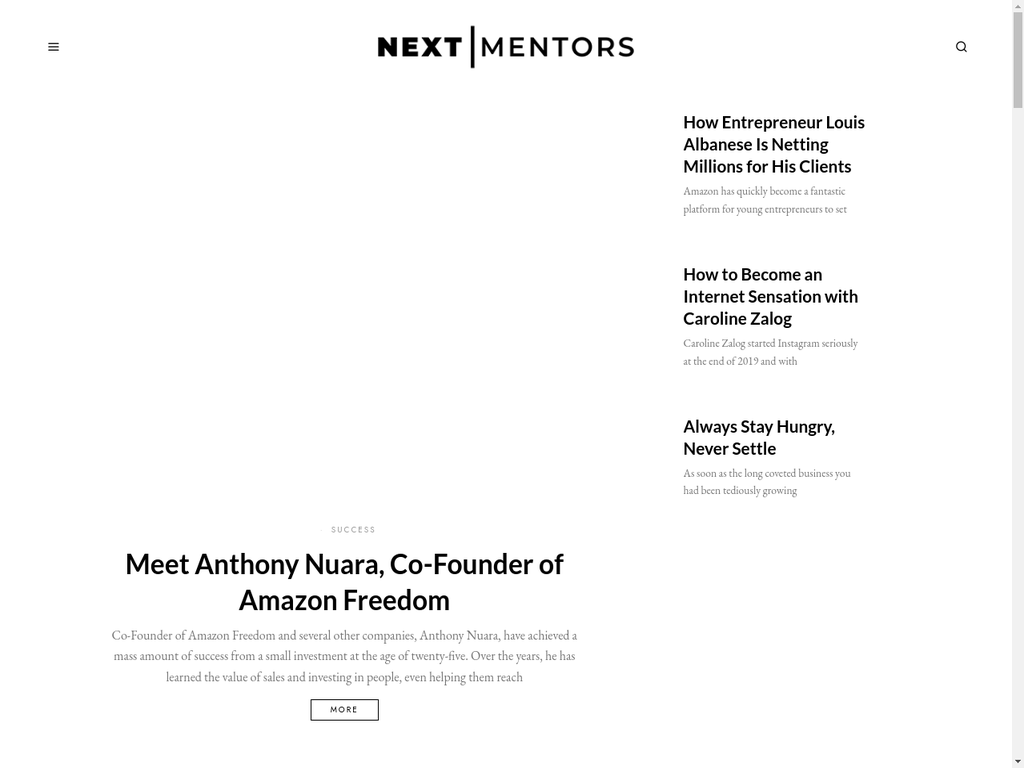 NEXT | MENTORS
How Entrepreneur Louis
Albanese Is Netting
Millions for His Clients
Amazon has quickly become a fantastic
platform for young entrepreneurs to set
How to Become an
Internet Sensation with
Caroline Zalog
Caroline Zalog started Instagram seriously
at the end of 2019 and with
Always Stay Hungry,
Never Settle
As soon as the long coveted business you
had been tediously growing
SUCCESS
Meet Anthony Nuara, Co-Founder of
Amazon Freedom
Co-Founder of Amazon Freedom and several other companies, Anthony Nuara, have achieved a
mass amount of success from a small investment at the age of twenty-five. Over the years, he has
learned the value of sales and investing in people, even helping them reach
MORE